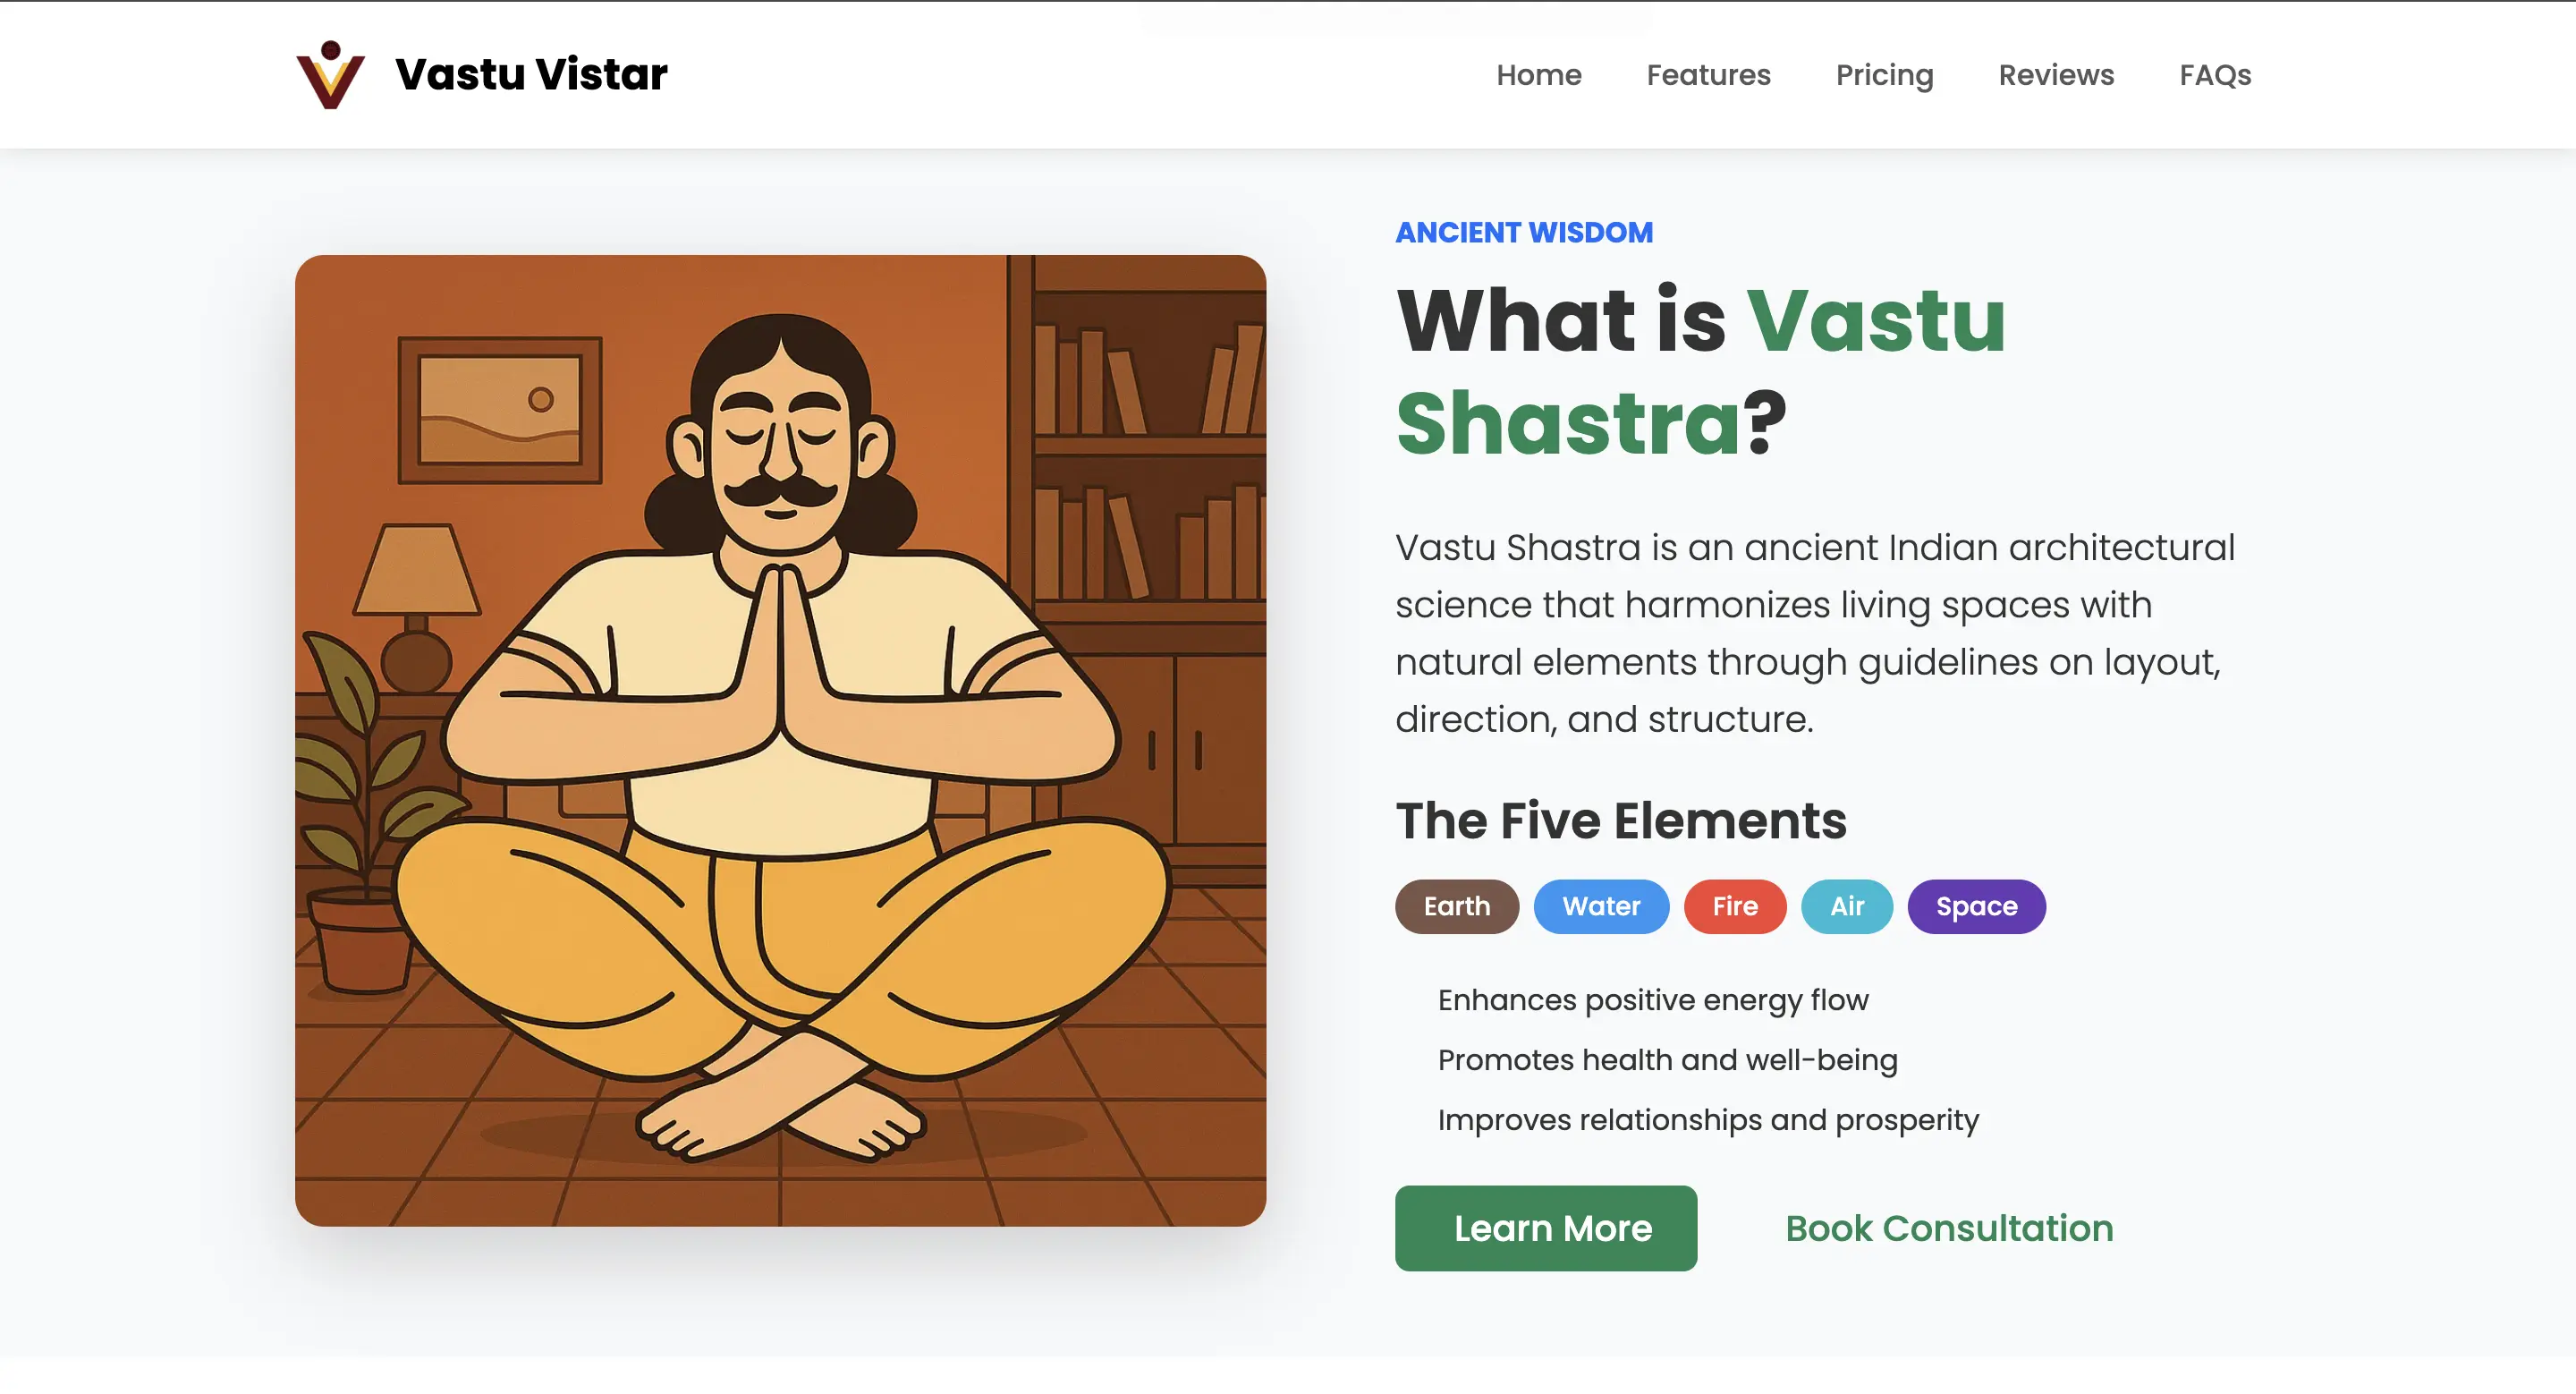 Vastu Vistar
Home Features Pricing Reviews FAQs
ANCIENT WISDOM
What is Vastu
Shastra?
Vastu Shastra is an ancient Indian architectural
science that harmonizes living spaces with
natural elements through guidelines on layout,
direction, and structure.
The Five Elements
Earth Water Fire Air Space
Enhances positive energy flow
Promotes health and well-being
Improves relationships and prosperity
Learn More Book Consultation